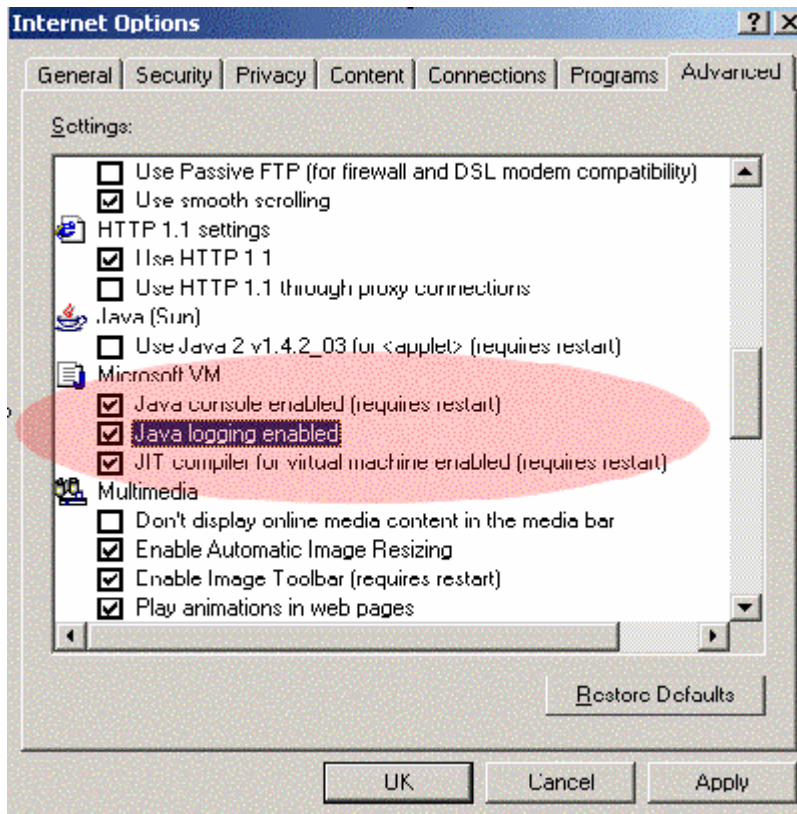 Internet Options
General Security Privacy Content Connections Programs Advanced
Settings:
Use Passive FTP (for firewall and DSL modem compatibility)
Use smooth scrolling
HTTP 1.1 settings
Use HTTP 1.1
Use HTTP 1.1 through proxy connections
Java (Sun)
Use Java 2 v1.4.2_03 for <applet> (requires restart)
Microsoft VM
Java console enabled (requires restart)
Java logging enabled
JIT compiler for virtual machine enabled (requires restart)
Multimedia
Don't display online media content in the media bar
Enable Automatic Image Resizing
Enable Image Toolbar (requires restart)
Play animations in web pages
Restore Defaults
OK Cancel Apply